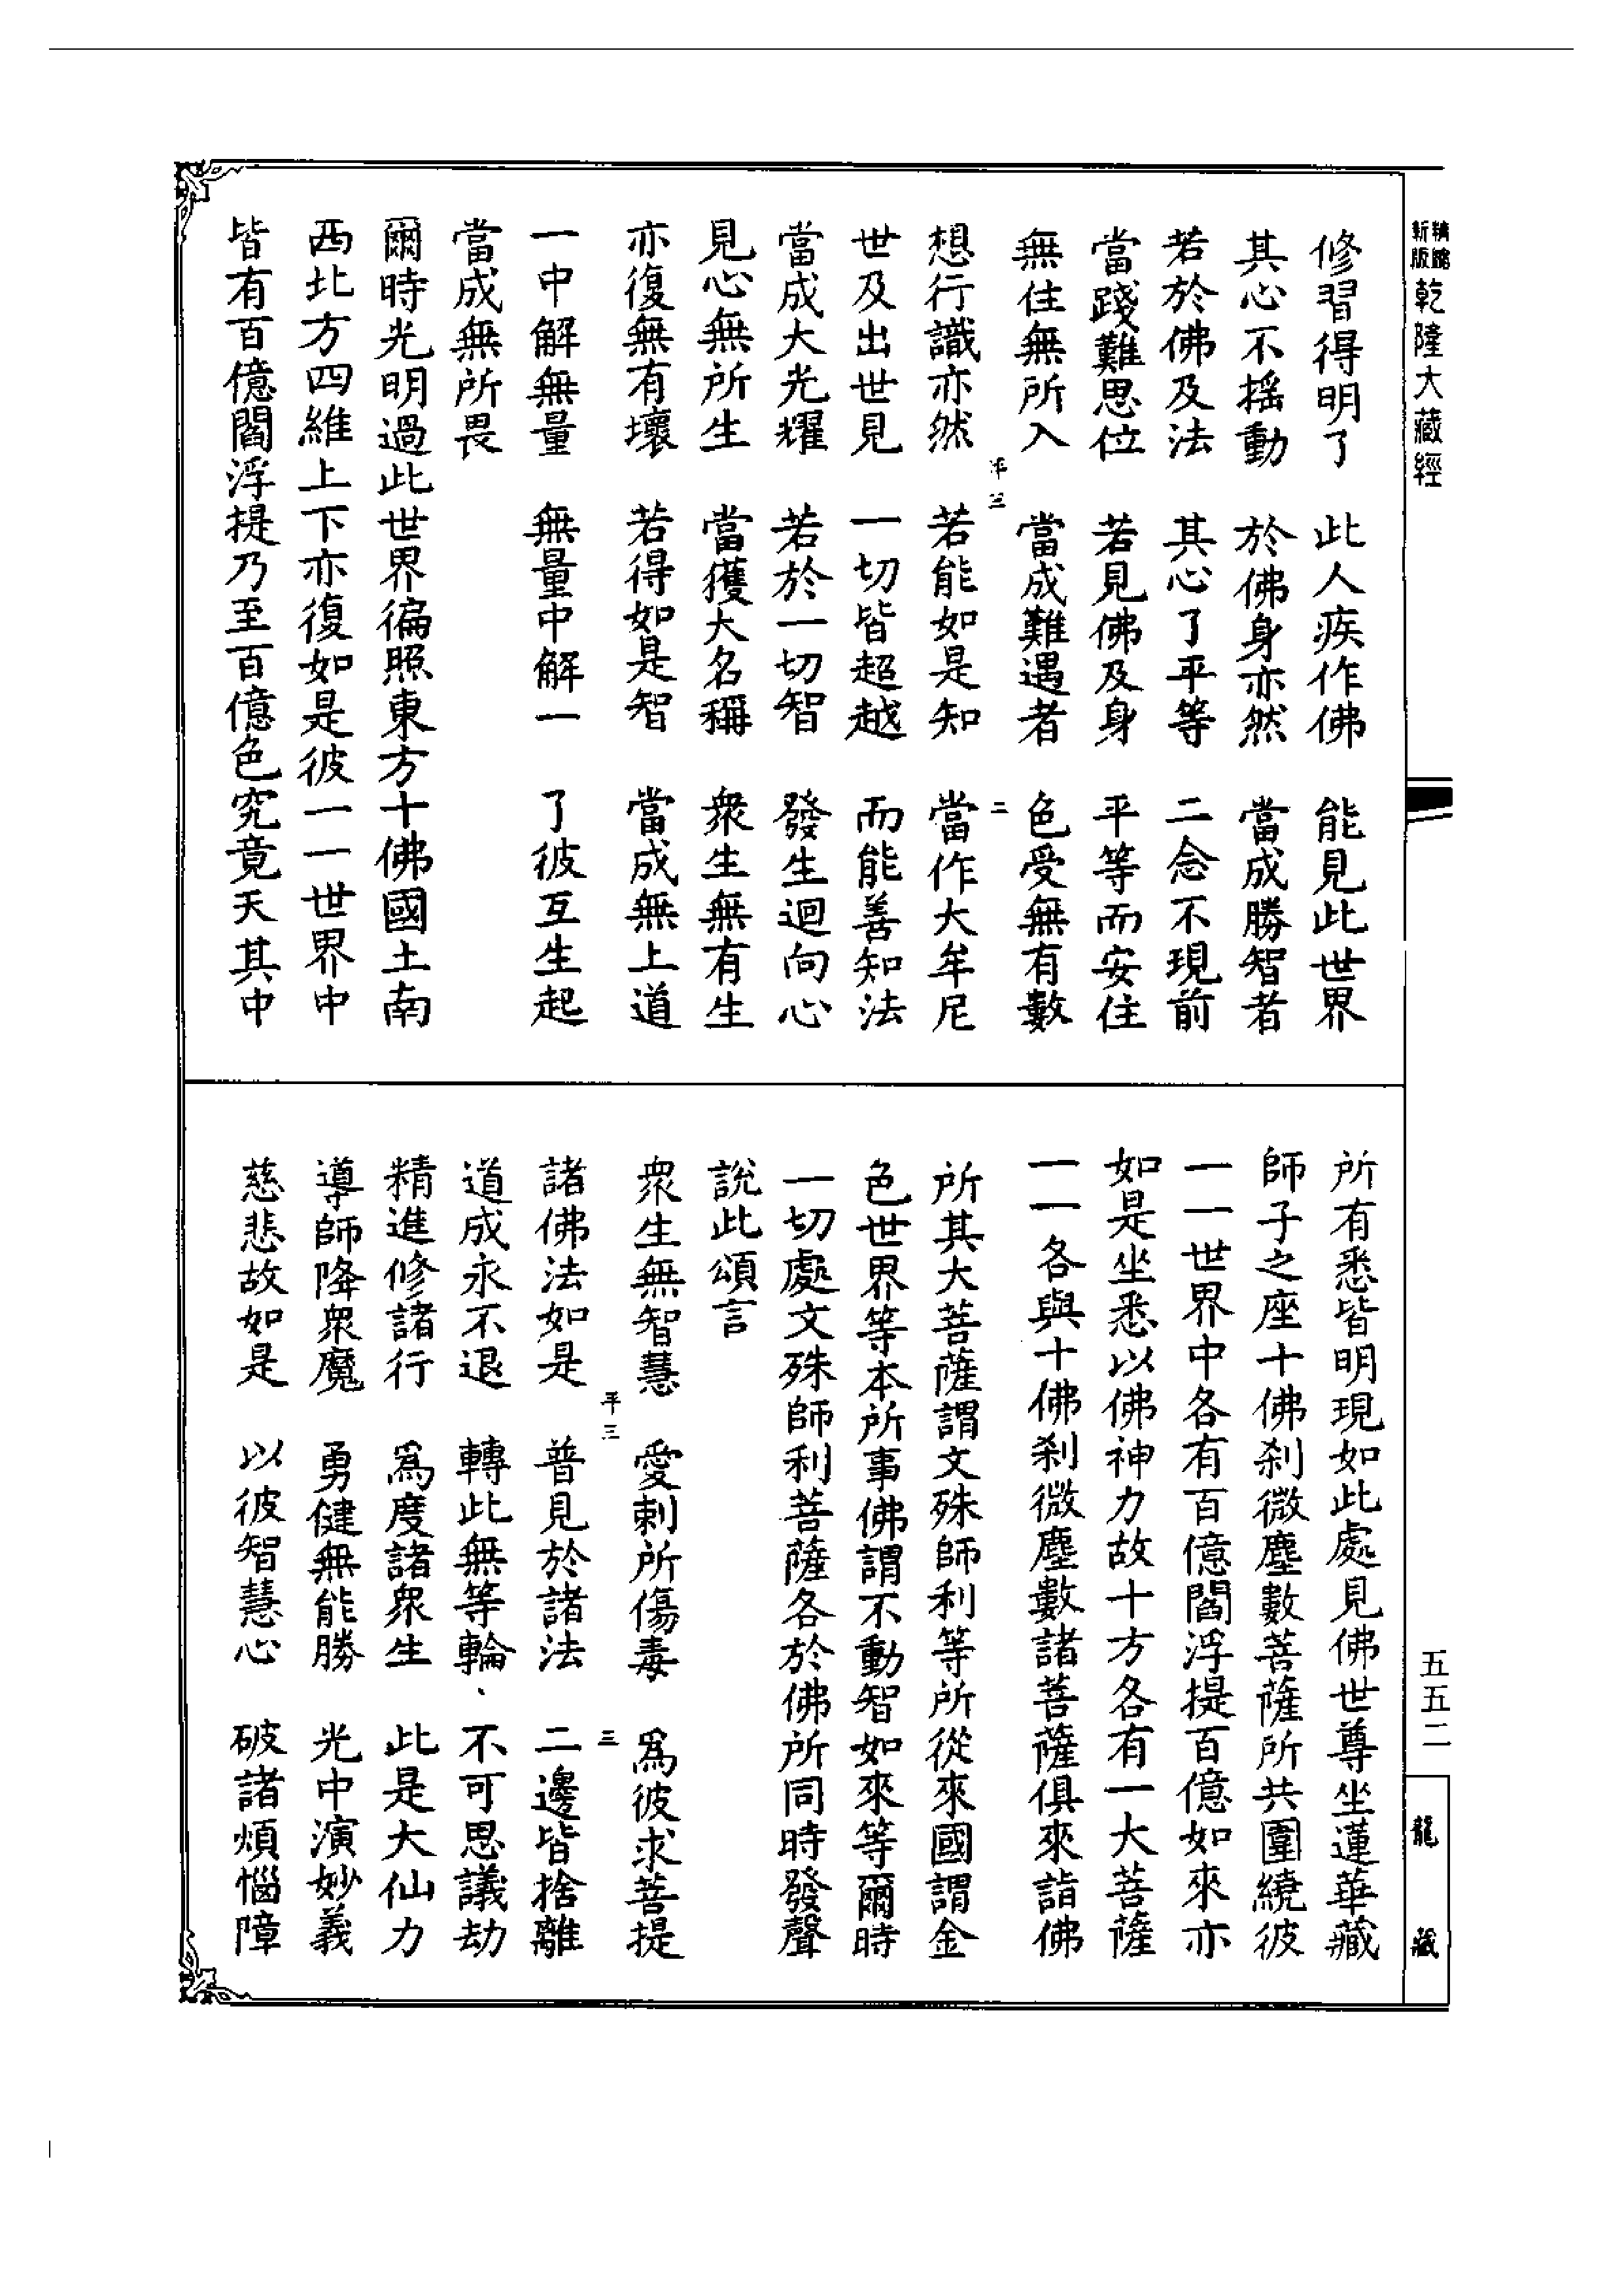 新版精縮乾隆大藏經
五五二
龍藏
修習得明了 此人疾作佛 能見此世界
其心不搖動 於佛身亦然 當成勝智者
若於佛及法 其心了平等 二念不現前
當踐難思位 若見佛及身 平等而安住
無住無所入 當成難遇者 色受無有數
平三 二
想行識亦然 若能如是知 當作大牟尼
世及出世見 一切皆超越 而能善知法
當成大光耀 若於一切智 發生迴向心
見心無所生 當獲大名稱 衆生無有生
亦復無有壞 若得如是智 當成無上道
一中解無量 無量中解一 了彼互生起
當成無所畏
爾時光明過此世界徧照東方十佛國土南
西北方四維上下亦復如是彼一一世界中
皆有百億閻浮提乃至百億色究竟天其中
所有悉皆明現如此處見佛世尊坐蓮華藏
師子之座十佛刹微塵數菩薩所共圍繞彼
一一世界中各有百億閻浮提百億如來亦
如是坐悉以佛神力故十方各有一大菩薩
一一各與十佛刹微塵數諸菩薩俱來詣佛
所其大菩薩謂文殊師利等所從來國謂金
色世界等本所事佛謂不動智如來等爾時
一切處文殊師利菩薩各於佛所同時發聲
說此頌言
衆生無智慧 愛刺所傷毒 爲彼求菩提
平三 三
諸佛法如是 普見於諸法 二邊皆捨離
道成永不退 轉此無等輪 不可思議劫
精進修諸行 爲度諸衆生 此是大仙力
導師降衆魔 勇健無能勝 光中演妙義
慈悲故如是 以彼智慧心 破諸煩惱障